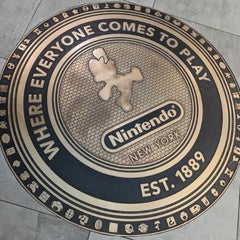 WHERE EVERYONE COMES TO PLAY
Nintendo
NEW YORK
EST. 1889